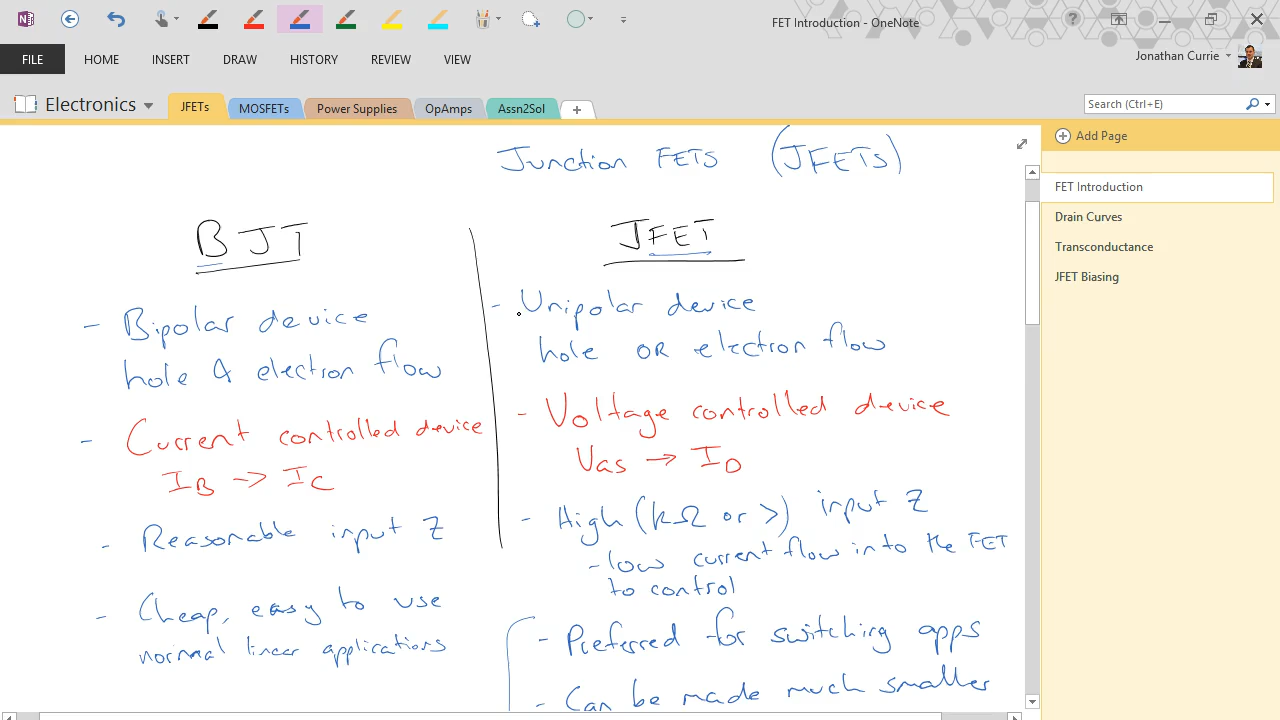 FET Introduction - OneNote
?
FILE
HOME
INSERT
DRAW
HISTORY
REVIEW
VIEW
Jonathan Currie
Electronics
JFETs
MOSFETs
Power Supplies
OpAmps
Assn2Sol
+
Search (Ctrl+E)
Add Page
FET Introduction
Drain Curves
Transconductance
JFET Biasing
Junction FETS (JFETs)
BJT
- Bipolar device
hole & electron flow
- Current controlled device
IB → IC
- Reasonable input Z
- Cheap, easy to use
normal linear applications
JFET
- Unipolar device
hole OR electron flow
- Voltage controlled device
VGS → ID
- High (kΩ or >) input Z
- low current flow into the FET
to control
- Preferred for switching apps
- Can be made much smaller